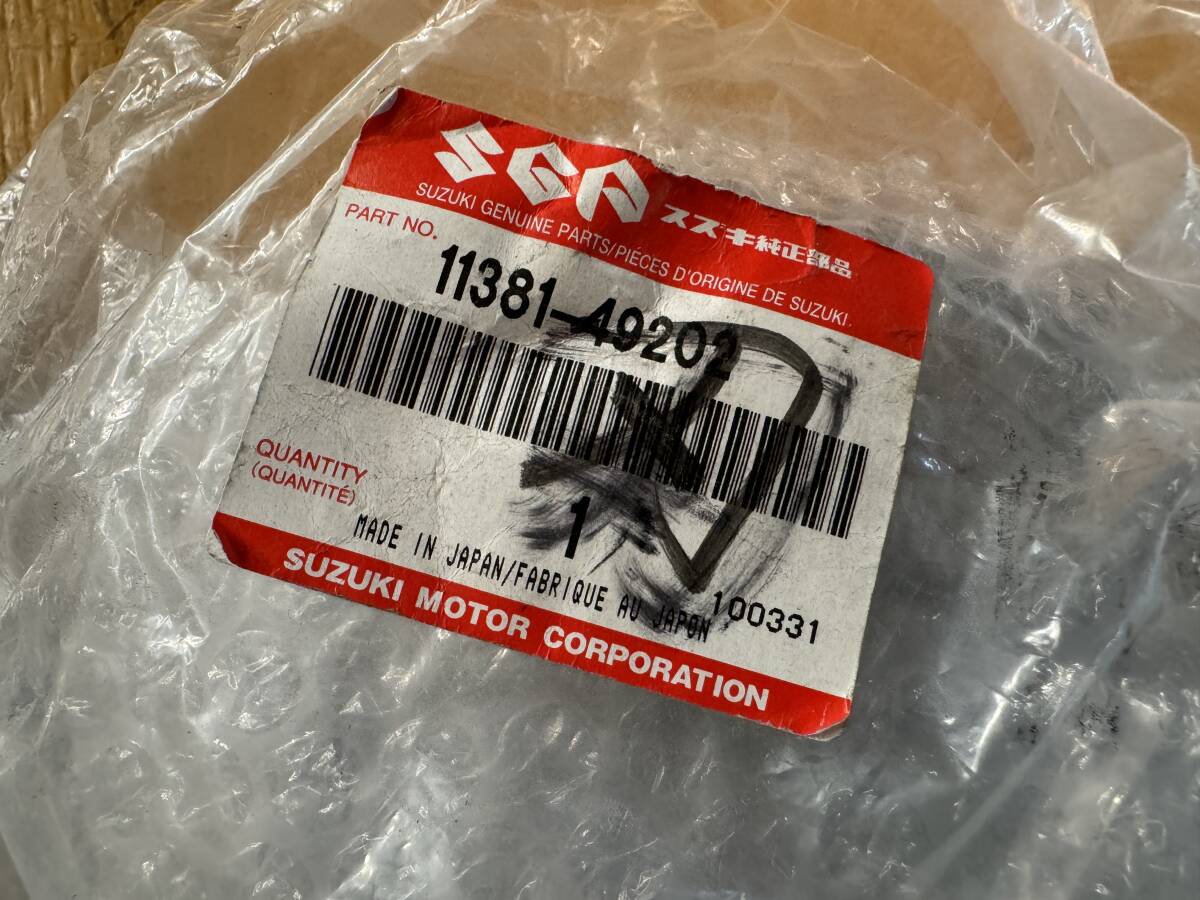 SGP スズキ純正部品
SUZUKI GENUINE PARTS/PIÉCES D'ORIGINE DE SUZUKI
PART NO.
11381-49202
QUANTITY
(QUANTITÉ)
1
MADE IN JAPAN/FABRIQUE AU JAPON
100331
SUZUKI MOTOR CORPORATION